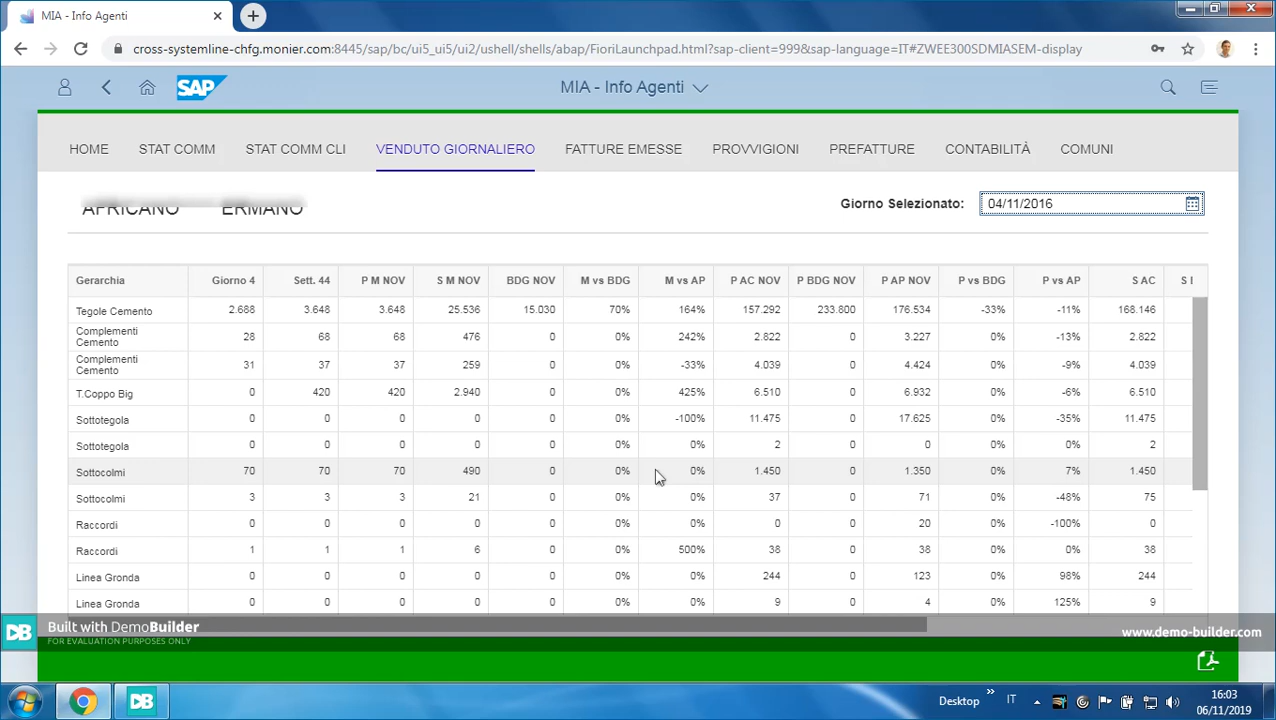 MIA - Info Agenti
cross-systemline-chfg.monier.com:8445/sap/bc/ui5_ui5/ui2/ushell/shells/abap/FioriLaunchpad.html?sap-client=999&sap-language=IT#ZWEE300SDMIASEM-display
SAP MIA - Info Agenti
HOME STAT COMM STAT COMM CLI VENDUTO GIORNALIERO FATTURE EMESSE PROVVIGIONI PREFATTURE CONTABILITÀ COMUNI
AFRICANO ERMANO Giorno Selezionato: 04/11/2016
Gerarchia Giorno 4 Sett. 44 P M NOV S M NOV BDG NOV M vs BDG M vs AP P AC NOV P BDG NOV P AP NOV P vs BDG P vs AP S AC S
Tegole Cemento 2.688 3.648 3.648 25.536 15.030 70% 164% 157.292 233.800 176.534 -33% -11% 168.146
Complementi
Cemento 28 68 68 476 0 0% 242% 2.822 0 3.227 0% -13% 2.822
Complementi
Cemento 31 37 37 259 0 0% -33% 4.039 0 4.424 0% -9% 4.039
T.Coppo Big 0 420 420 2.940 0 0% 425% 6.510 0 6.932 0% -6% 6.510
Sottotegola 0 0 0 0 0 0% -100% 11.475 0 17.625 0% -35% 11.475
Sottotegola 0 0 0 0 0 0% 0% 2 0 0 0% 0% 2
Sottocolmi 70 70 70 490 0 0% 0% 1.450 0 1.350 0% 7% 1.450
Sottocolmi 3 3 3 21 0 0% 0% 37 0 71 0% -48% 75
Raccordi 0 0 0 0 0 0% 0% 0 0 20 0% -100% 0
Raccordi 1 1 1 6 0 0% 500% 38 0 38 0% 0% 38
Linea Gronda 0 0 0 0 0 0% 0% 244 0 123 0% 98% 244
Linea Gronda 0 0 0 0 0 0% 0% 9 0 4 0% 125% 9
DB Built with DemoBuilder www.demo-builder.com
FOR EVALUATION PURPOSES ONLY
DB Desktop » IT 16:03
06/11/2019